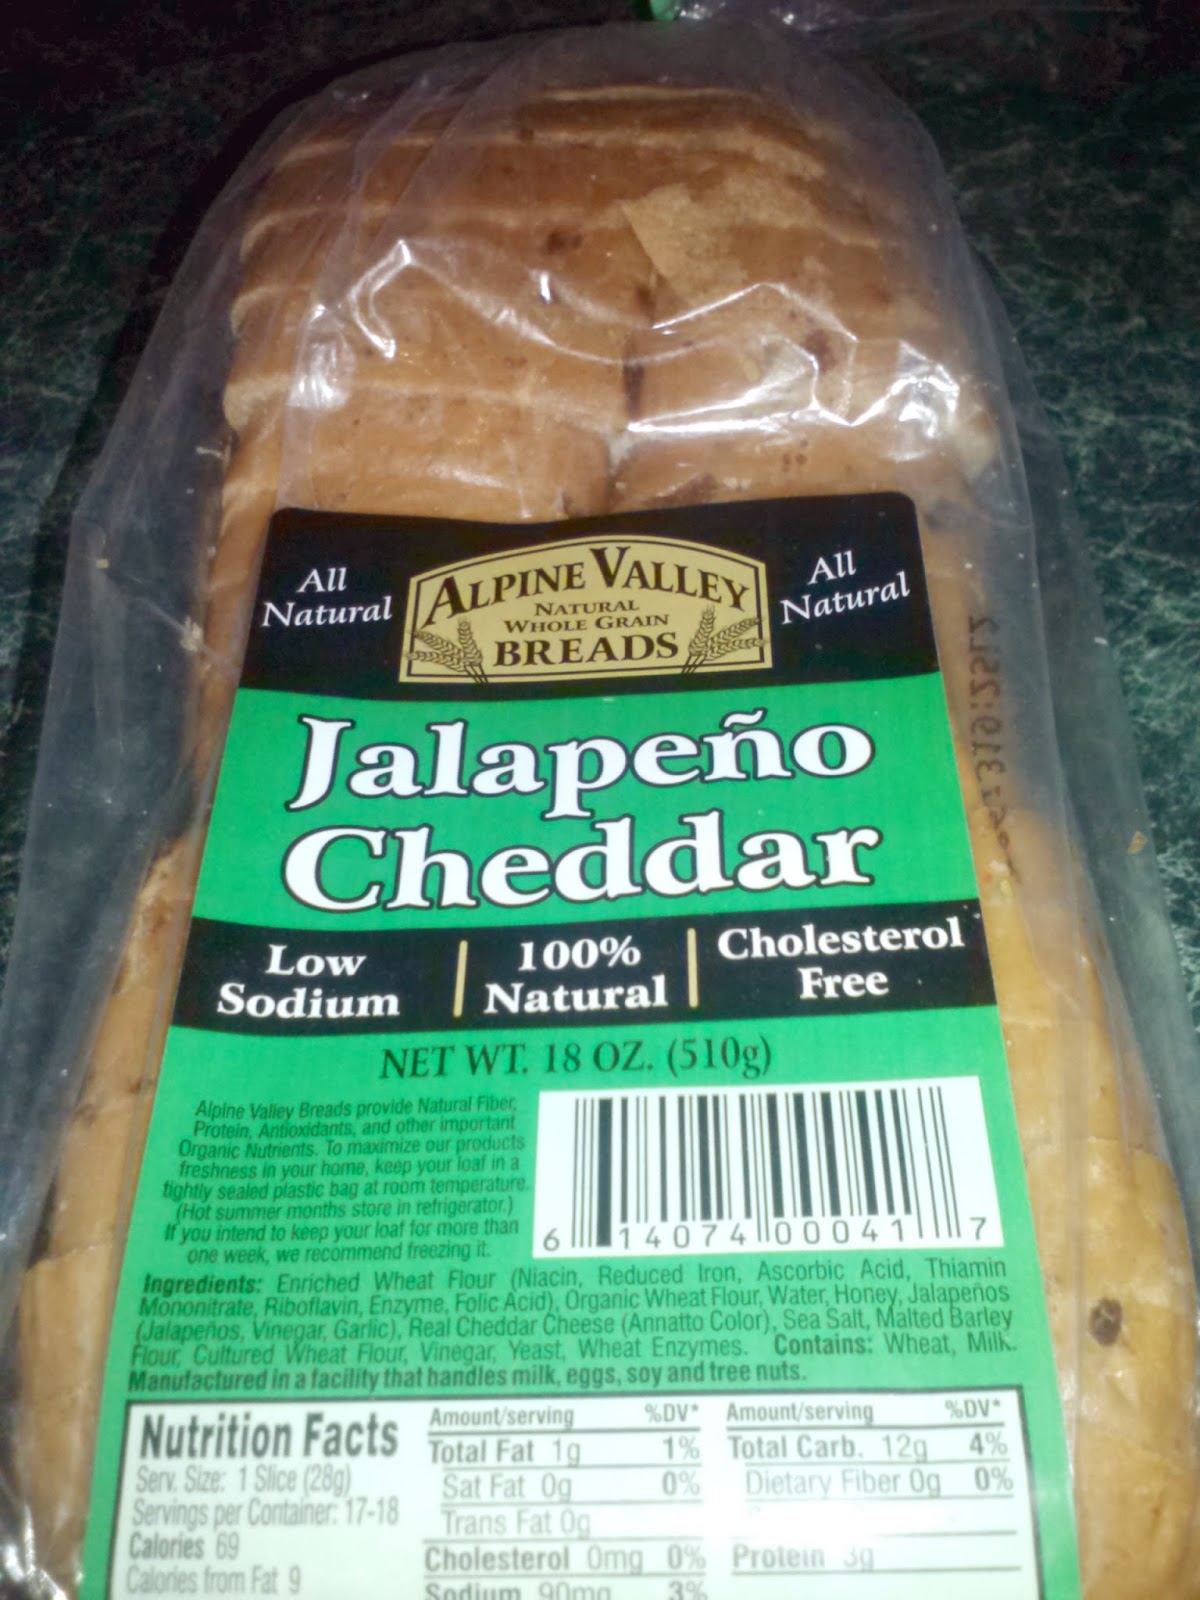 All
Natural
ALPINE VALLEY
NATURAL
WHOLE GRAIN
BREADS
All
Natural
Jalapeño
Cheddar
Low
Sodium
100%
Natural
Cholesterol
Free
NET WT. 18 OZ. (510g)
Alpine Valley Breads provide Natural Fiber,
Protein, Antioxidants, and other important
Organic Nutrients. To maximize our products
freshness in your home, keep your loaf in a
tightly sealed plastic bag at room temperature.
(Hot summer months store in refrigerator.)
If you intend to keep your loaf for more than
one week, we recommend freezing it.
6 14074 00041 7
Ingredients: Enriched Wheat Flour (Niacin, Reduced Iron, Ascorbic Acid, Thiamin
Mononitrate, Riboflavin, Enzyme, Folic Acid), Organic Wheat Flour, Water, Honey, Jalapeños
(Jalapeños, Vinegar, Garlic), Real Cheddar Cheese (Annatto Color), Sea Salt, Malted Barley
Flour, Cultured Wheat Flour, Vinegar, Yeast, Wheat Enzymes. Contains: Wheat, Milk.
Manufactured in a facility that handles milk, eggs, soy and tree nuts.
Nutrition Facts
Serv. Size: 1 Slice (28g)
Servings per Container: 17-18
Calories 69
Calories from Fat 9
Amount/serving %DV*
Total Fat 1g 1%
Sat Fat 0g 0%
Trans Fat 0g
Cholesterol 0mg 0%
Sodium 90mg 3%
Amount/serving %DV*
Total Carb. 12g 4%
Dietary Fiber 0g 0%
Protein 3g